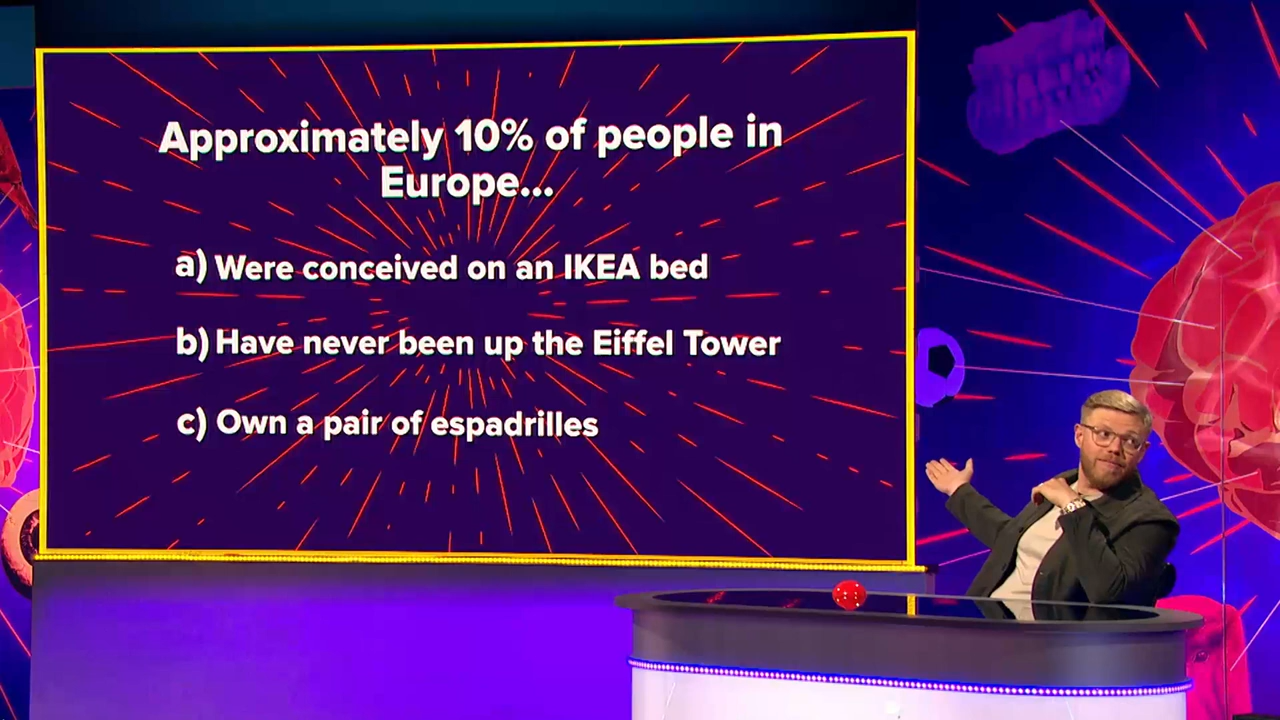 Approximately 10% of people in
Europe...
a) Were conceived on an IKEA bed
b) Have never been up the Eiffel Tower
c) Own a pair of espadrilles